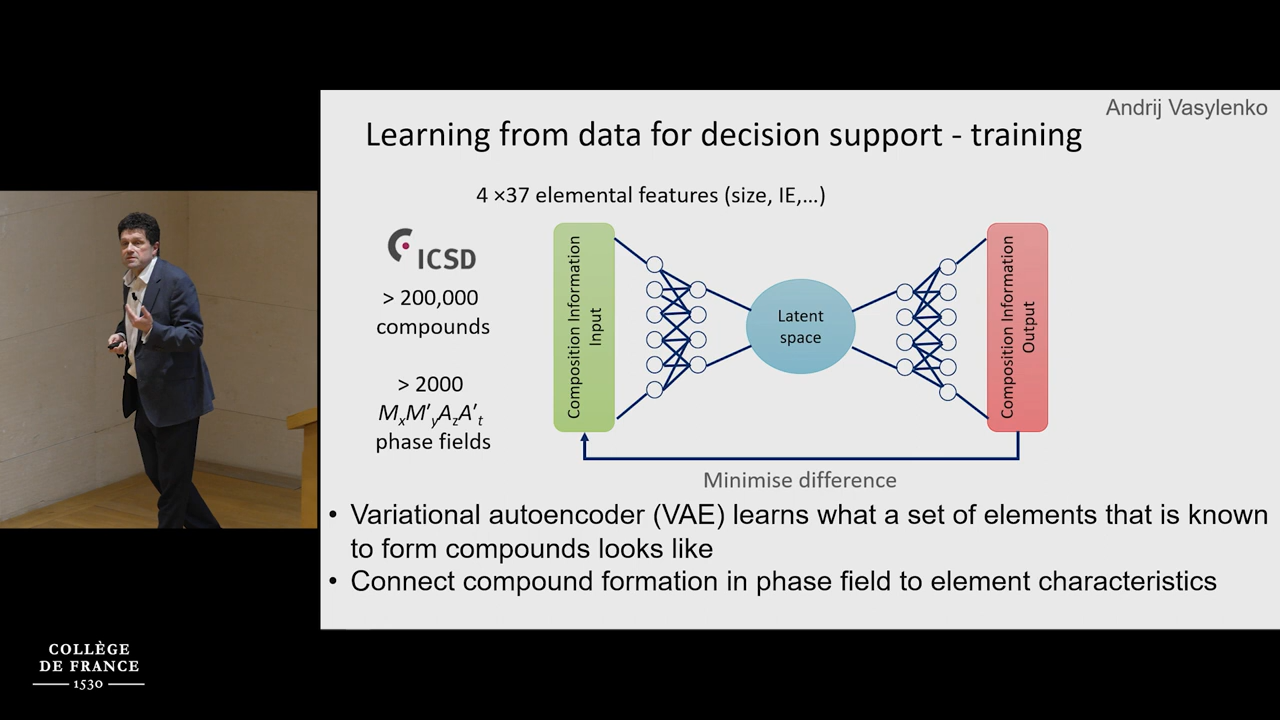 Andrij Vasylenko
Learning from data for decision support - training
4 ×37 elemental features (size, IE,...)
ICSD
> 200,000
compounds
> 2000
MₓM′ᵧA_zA′ₜ
phase fields
Composition Information
Input
Latent
space
Composition Information
Output
Minimise difference
• Variational autoencoder (VAE) learns what a set of elements that is known
to form compounds looks like
• Connect compound formation in phase field to element characteristics
COLLÈGE
DE FRANCE
1530